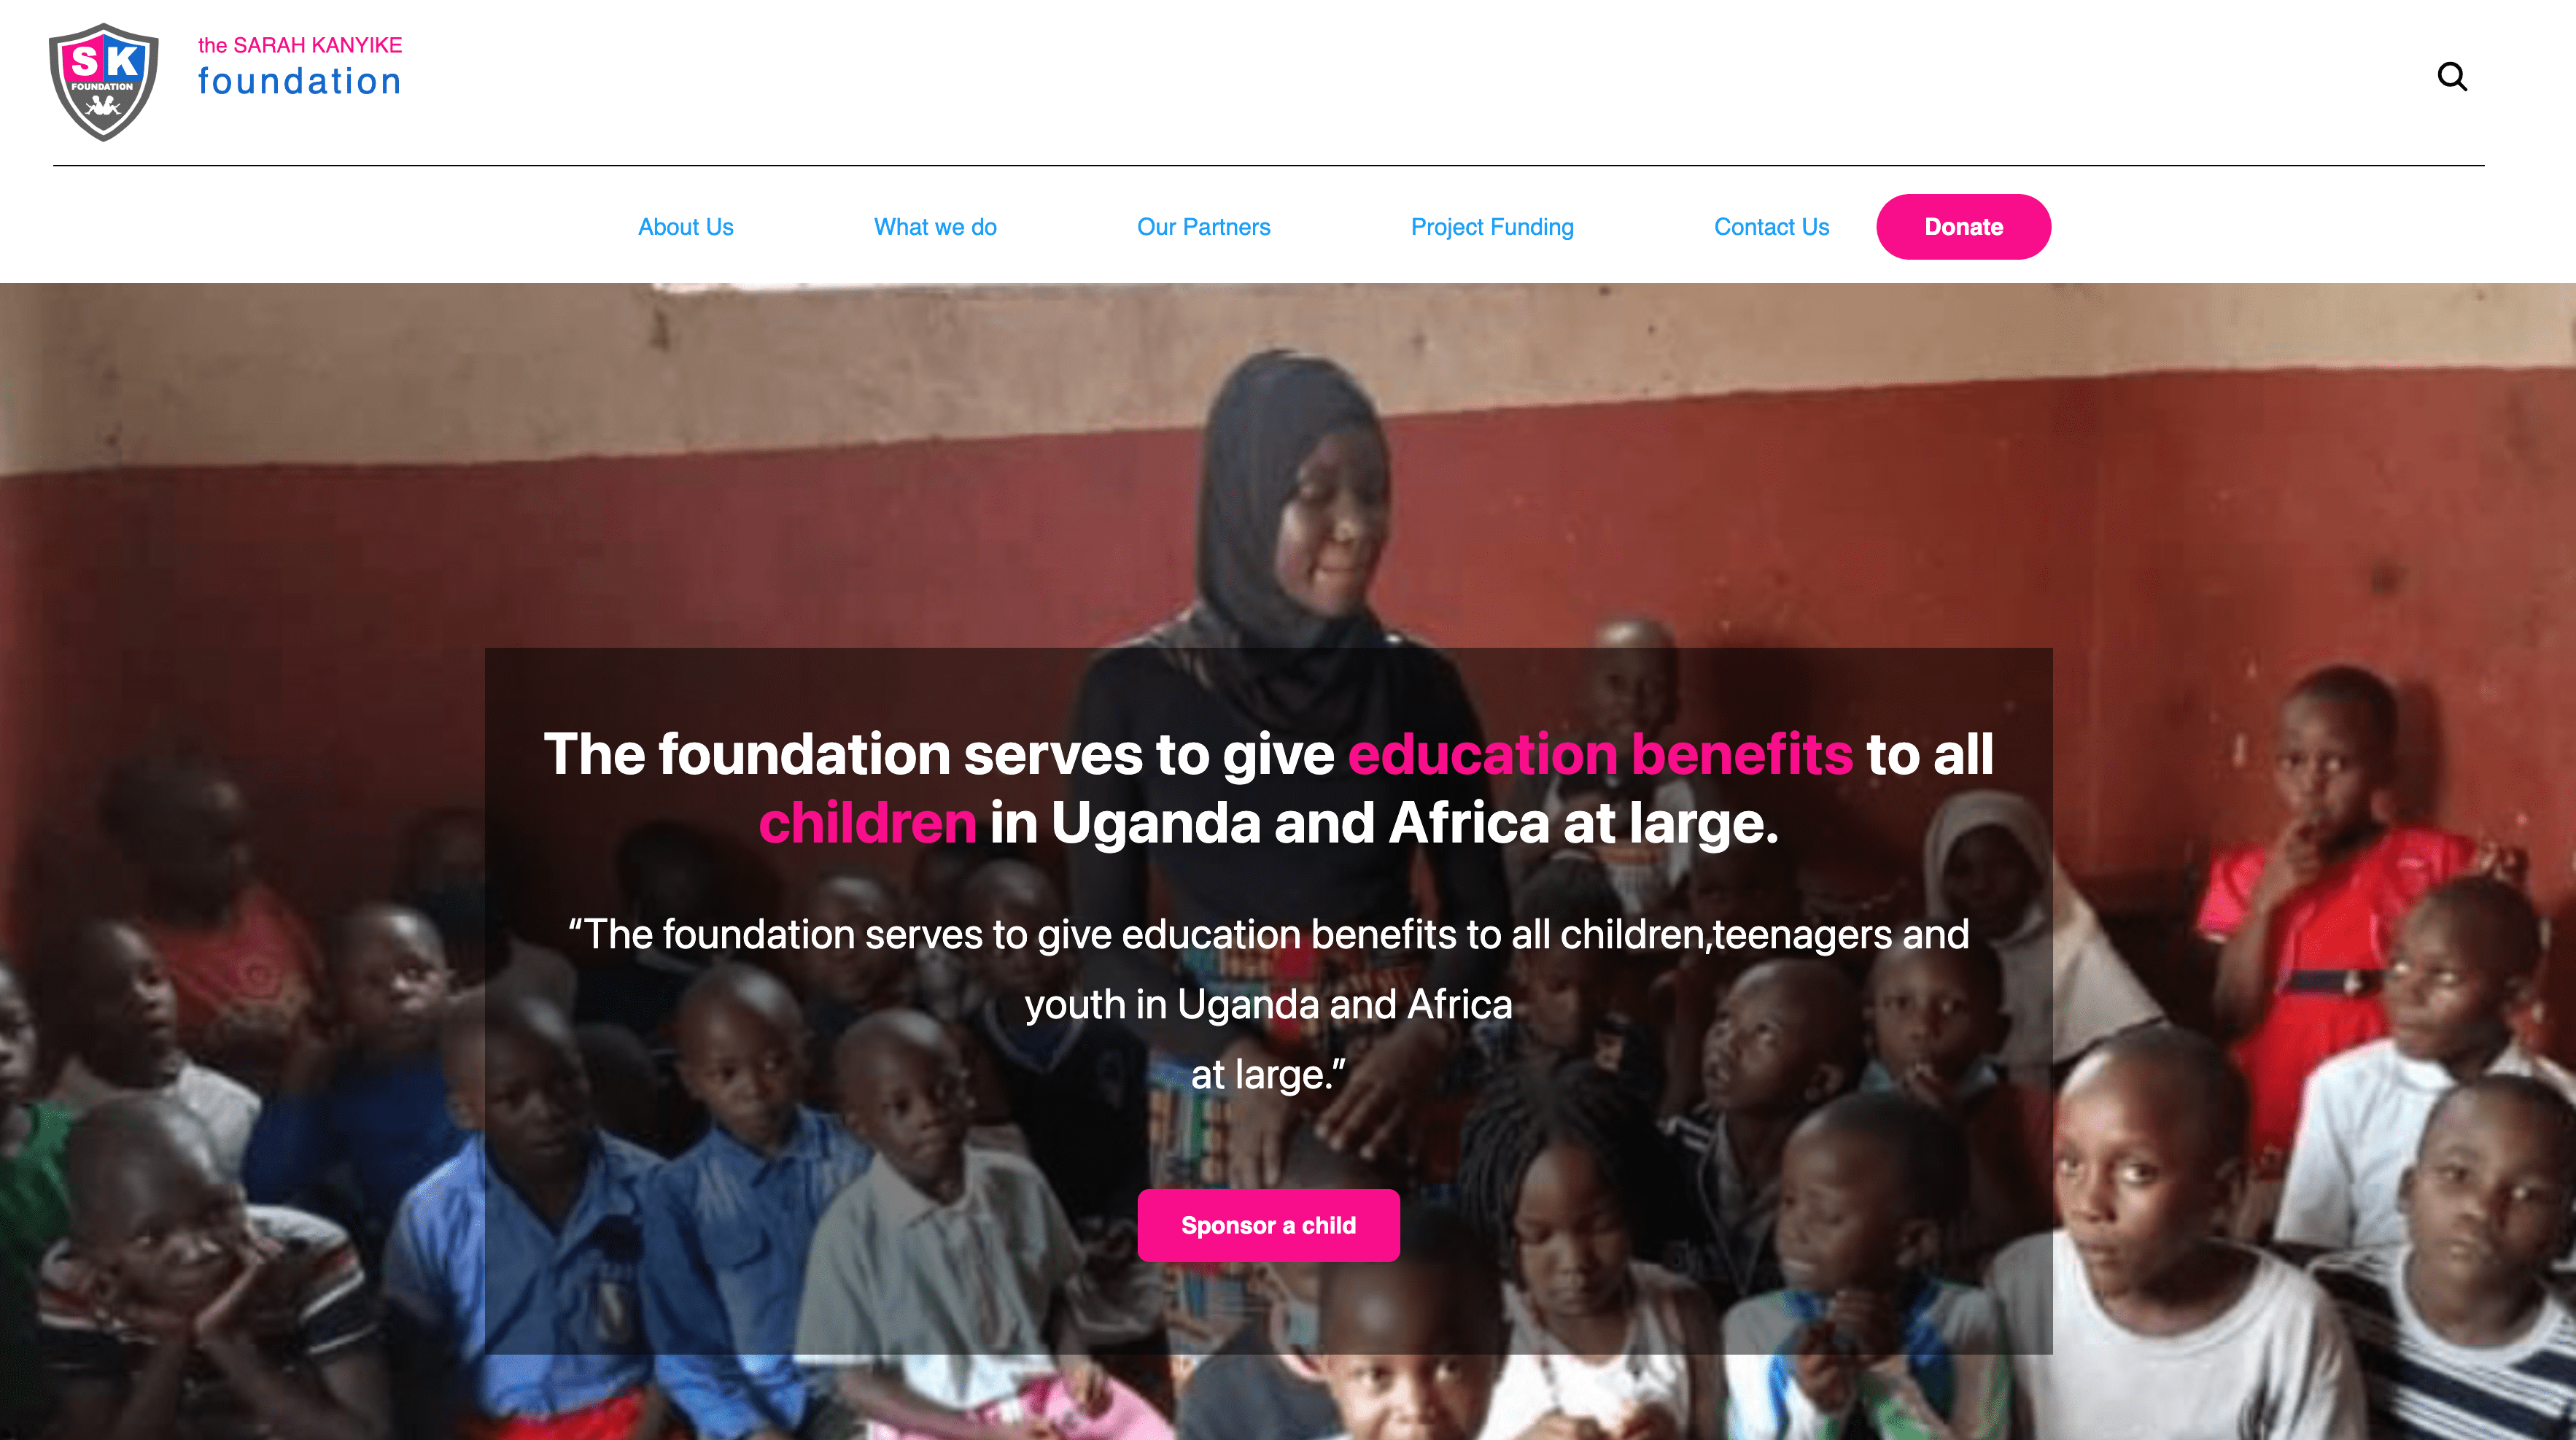 SK
FOUNDATION
the SARAH KANYIKE
foundation
About Us What we do Our Partners Project Funding Contact Us Donate
The foundation serves to give education benefits to all
children in Uganda and Africa at large.
“The foundation serves to give education benefits to all children,teenagers and
youth in Uganda and Africa
at large.”
Sponsor a child